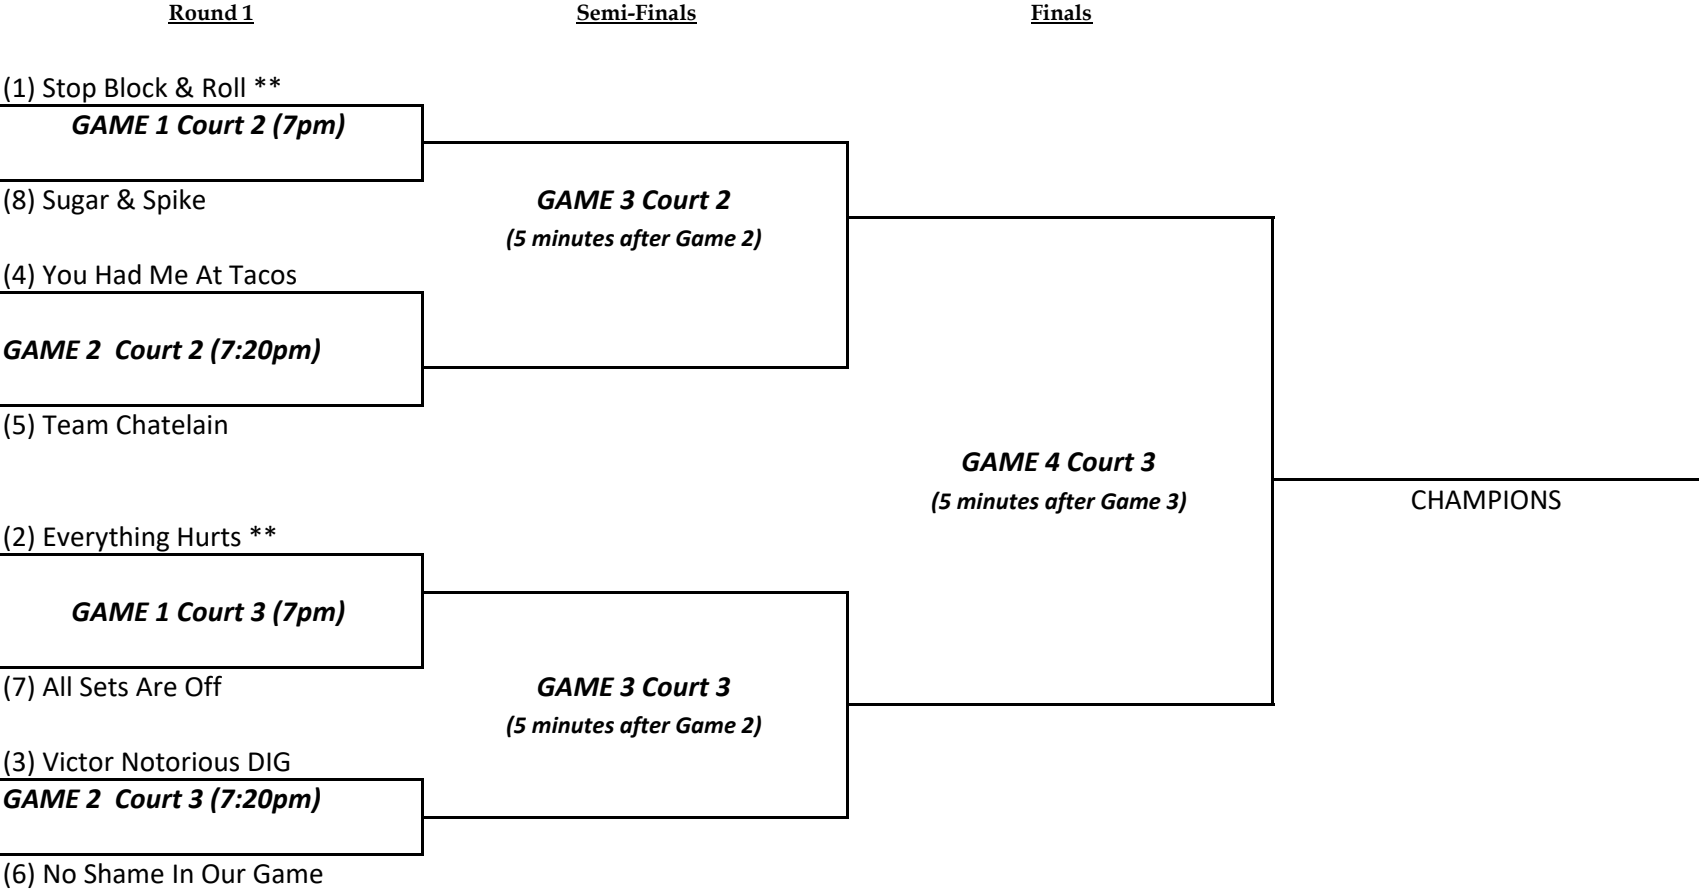 Round 1
Semi-Finals
Finals
(1) Stop Block & Roll **
GAME 1 Court 2 (7pm)
(8) Sugar & Spike
GAME 3 Court 2
(5 minutes after Game 2)
(4) You Had Me At Tacos
GAME 2  Court 2 (7:20pm)
(5) Team Chatelain
GAME 4 Court 3
(5 minutes after Game 3)
CHAMPIONS
(2) Everything Hurts **
GAME 1 Court 3 (7pm)
(7) All Sets Are Off
GAME 3 Court 3
(5 minutes after Game 2)
(3) Victor Notorious DIG
GAME 2  Court 3 (7:20pm)
(6) No Shame In Our Game